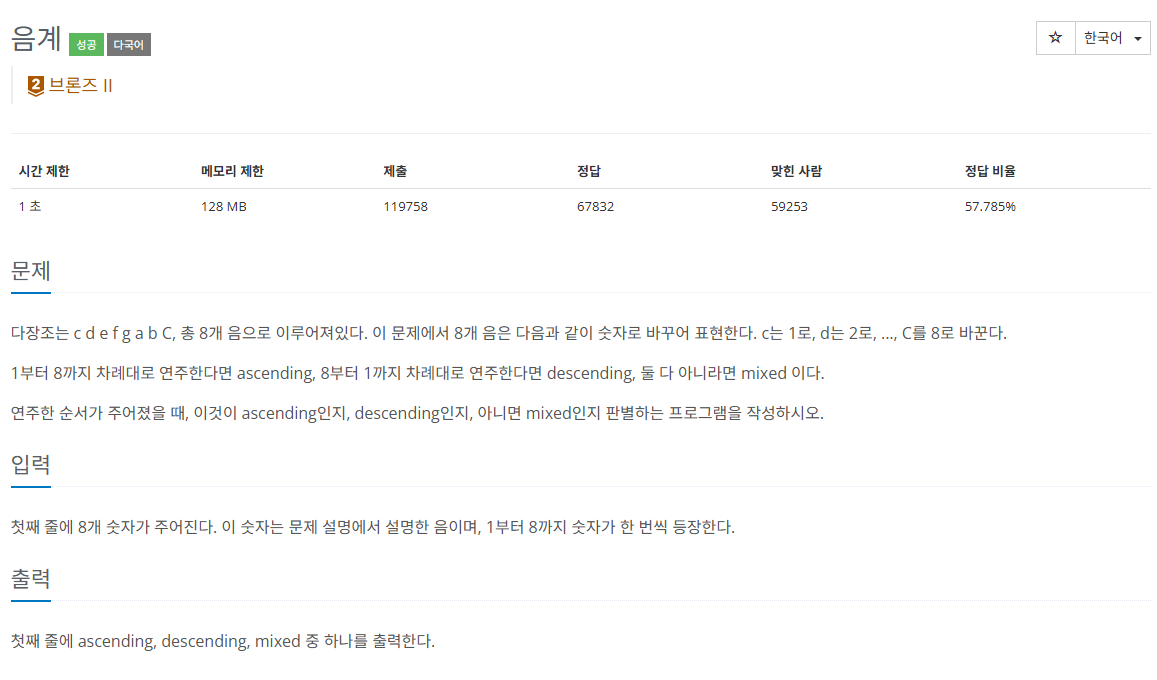 음계 성공 다국어
☆ 한국어
2 브론즈 II
시간 제한 메모리 제한 제출 정답 맞힌 사람 정답 비율
1 초 128 MB 119758 67832 59253 57.785%
문제
다장조는 c d e f g a b C, 총 8개 음으로 이루어져있다. 이 문제에서 8개 음은 다음과 같이 숫자로 바꾸어 표현한다. c는 1로, d는 2로, ..., C를 8로 바꾼다.
1부터 8까지 차례대로 연주한다면 ascending, 8부터 1까지 차례대로 연주한다면 descending, 둘 다 아니라면 mixed 이다.
연주한 순서가 주어졌을 때, 이것이 ascending인지, descending인지, 아니면 mixed인지 판별하는 프로그램을 작성하시오.
입력
첫째 줄에 8개 숫자가 주어진다. 이 숫자는 문제 설명에서 설명한 음이며, 1부터 8까지 숫자가 한 번씩 등장한다.
출력
첫째 줄에 ascending, descending, mixed 중 하나를 출력한다.